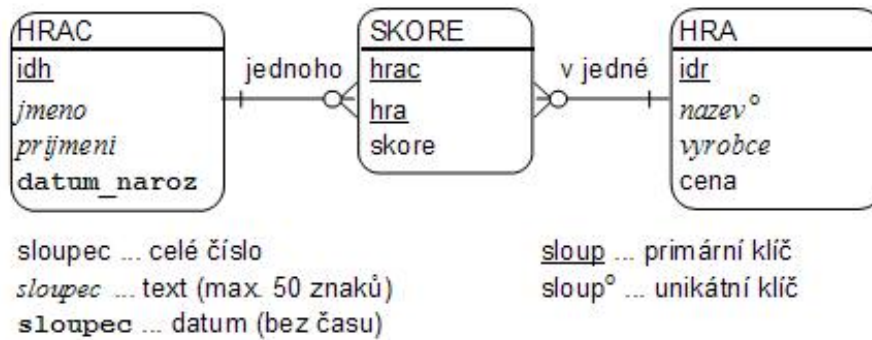 HRAC
idh
jmeno
prijmeni
datum_naroz
jednoho
SKORE
hrac
hra
skore
v jedné
HRA
idr
nazev°
vyrobce
cena
sloupec ... celé číslo
sloupec ... text (max. 50 znaků)
sloupec ... datum (bez času)
sloup ... primární klíč
sloup° ... unikátní klíč